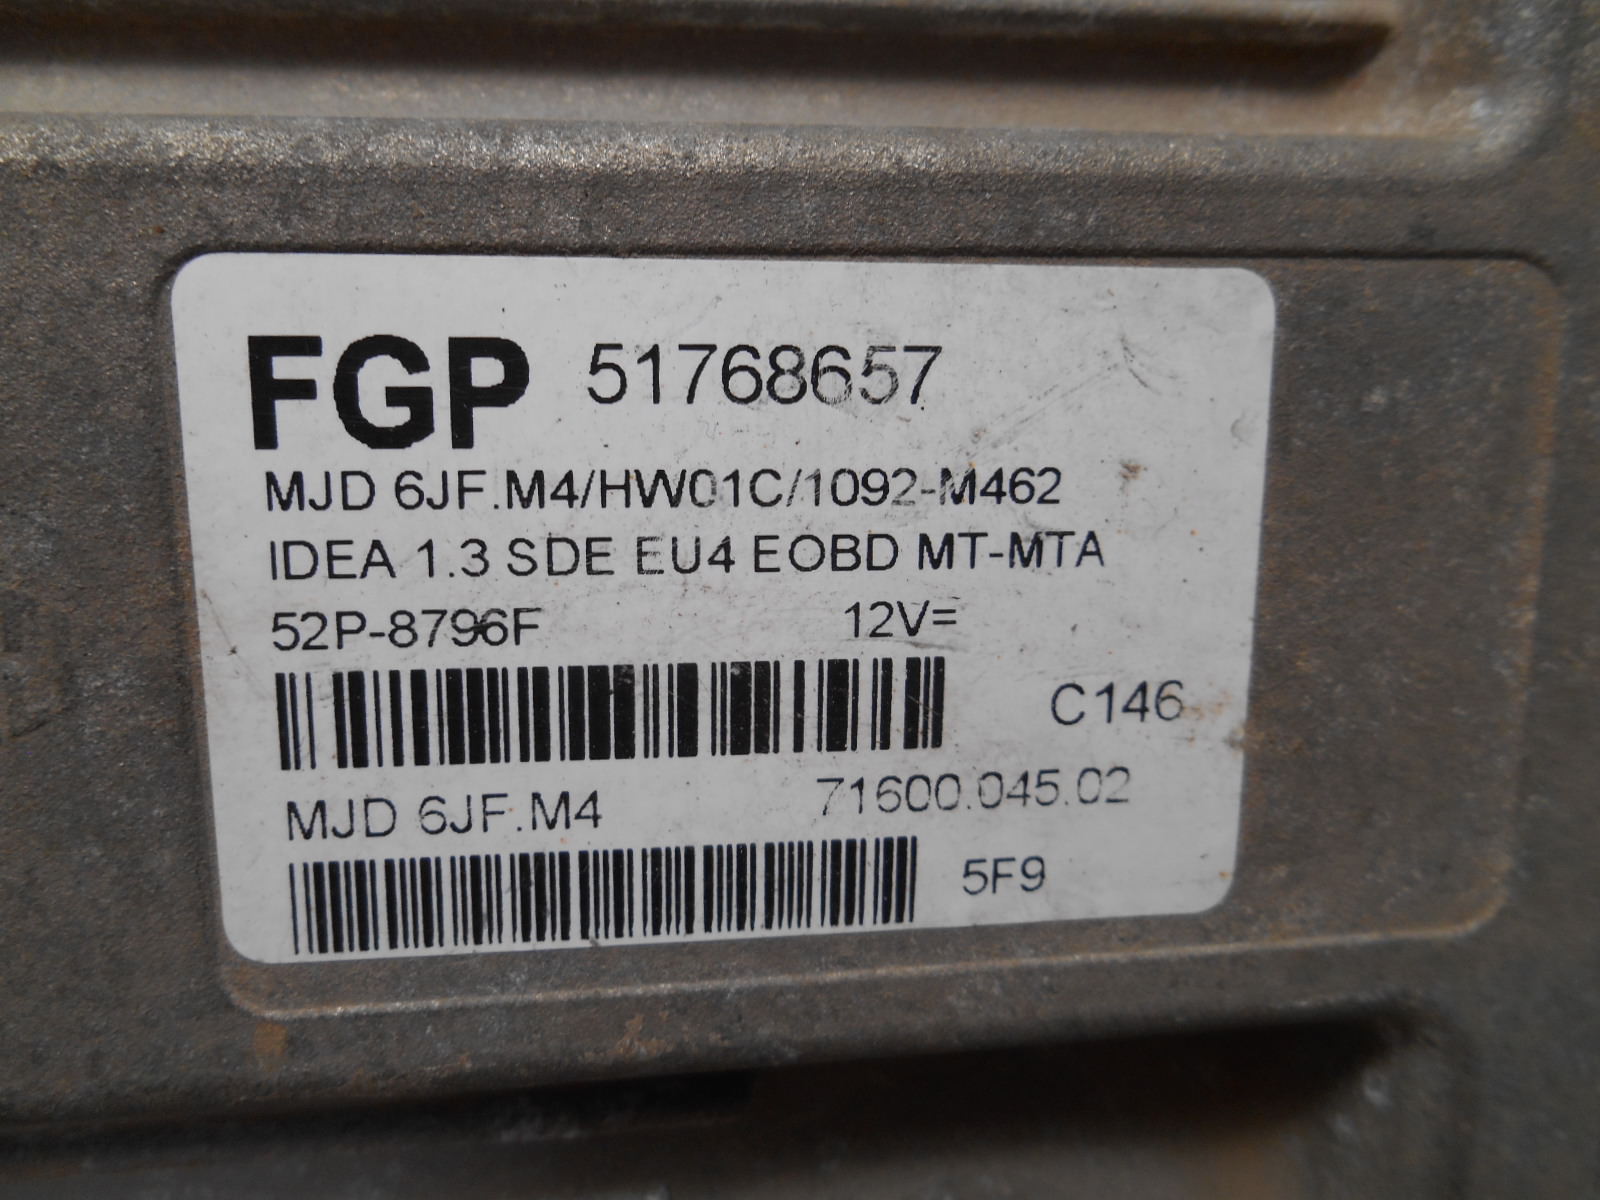 FGP 51768657
MJD 6JF.M4/HW01C/1092-M462
IDEA 1.3 SDE EU4 EOBD MT-MTA
52P-8796F 12V=
C146
MJD 6JF.M4 71600.045.02
5F9